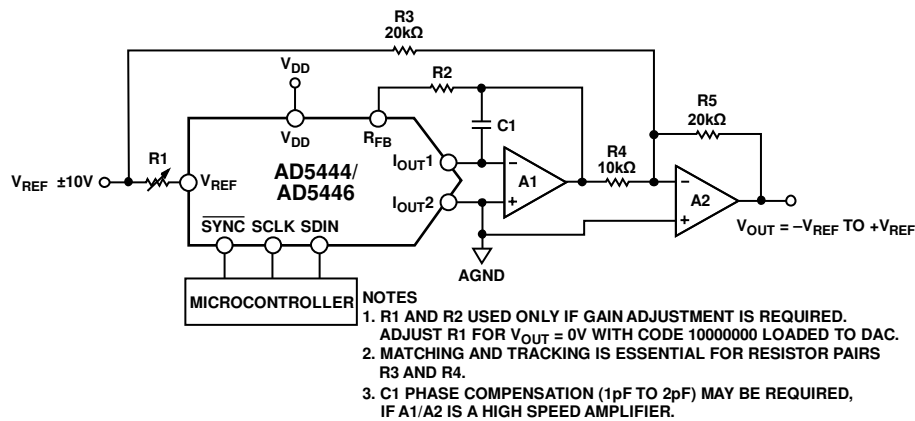 R3
20kΩ
VDD
R2
R5
20kΩ
C1
VDD
RFB
R1
AD5444/
AD5446
IOUT1
R4
10kΩ
A1
VREF ±10V
VREF
IOUT2
A2
SYNC SCLK SDIN
VOUT = –VREF TO +VREF
AGND
MICROCONTROLLER
NOTES
1. R1 AND R2 USED ONLY IF GAIN ADJUSTMENT IS REQUIRED.
ADJUST R1 FOR VOUT = 0V WITH CODE 10000000 LOADED TO DAC.
2. MATCHING AND TRACKING IS ESSENTIAL FOR RESISTOR PAIRS
R3 AND R4.
3. C1 PHASE COMPENSATION (1pF TO 2pF) MAY BE REQUIRED,
IF A1/A2 IS A HIGH SPEED AMPLIFIER.